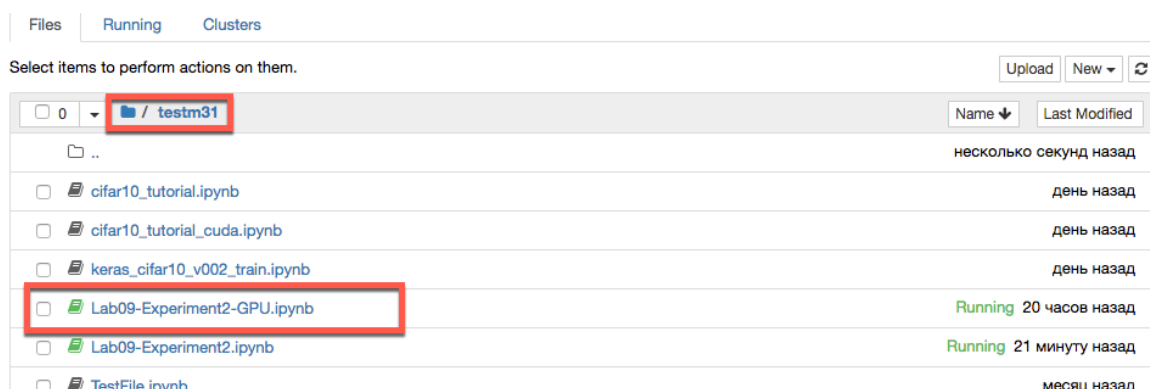 Files Running Clusters
Select items to perform actions on them.
Upload New
0 / testm31 Name Last Modified
.. несколько секунд назад
cifar10_tutorial.ipynb день назад
cifar10_tutorial_cuda.ipynb день назад
keras_cifar10_v002_train.ipynb день назад
Lab09-Experiment2-GPU.ipynb Running 20 часов назад
Lab09-Experiment2.ipynb Running 21 минуту назад
TestFile.ipynb месяц назад